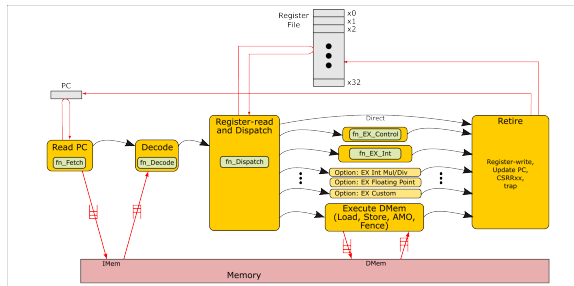 Register
File
x0
x1
x2
x32
PC
Read PC
fn_Fetch
Decode
fn_Decode
Register-read
and Dispatch
fn_Dispatch
Direct
fn_EX_Control
fn_EX_Int
Option: EX Int Mul/Div
Option: EX Floating Point
Option: EX Custom
Execute DMem
(Load, Store, AMO,
Fence)
Retire
Register-write,
Update PC,
CSRRxx,
trap
IMem
DMem
Memory